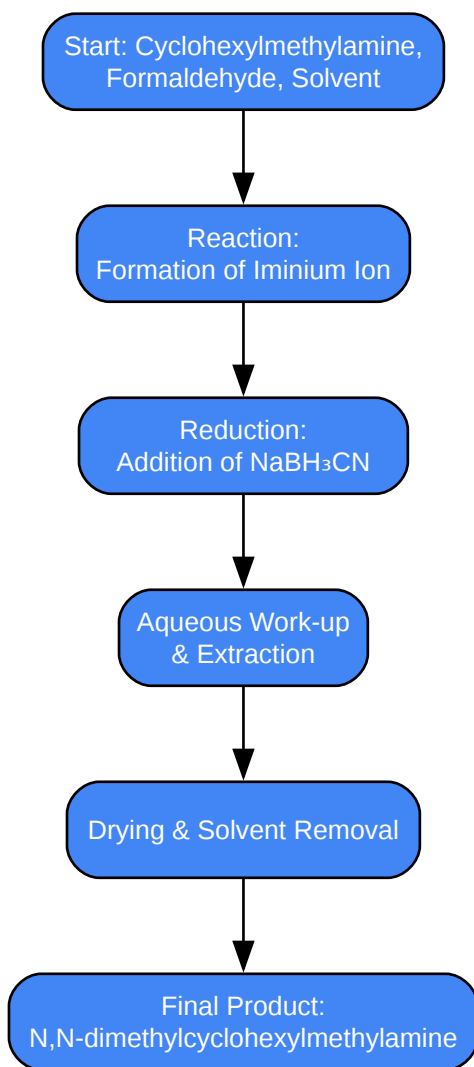 Start: Cyclohexylmethylamine,
Formaldehyde, Solvent
Reaction:
Formation of Iminium Ion
Reduction:
Addition of NaBH₃CN
Aqueous Work-up
& Extraction
Drying & Solvent Removal
Final Product:
N,N-dimethylcyclohexylmethylamine